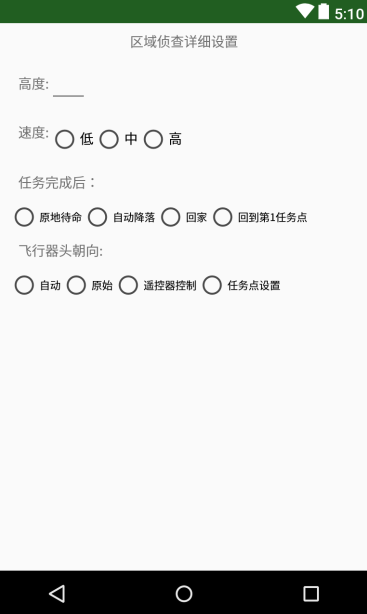 5:10
区域侦查详细设置
高度:
速度: 低 中 高
任务完成后：
原地待命 自动降落 回家 回到第1任务点
飞行器头朝向:
自动 原始 遥控器控制 任务点设置